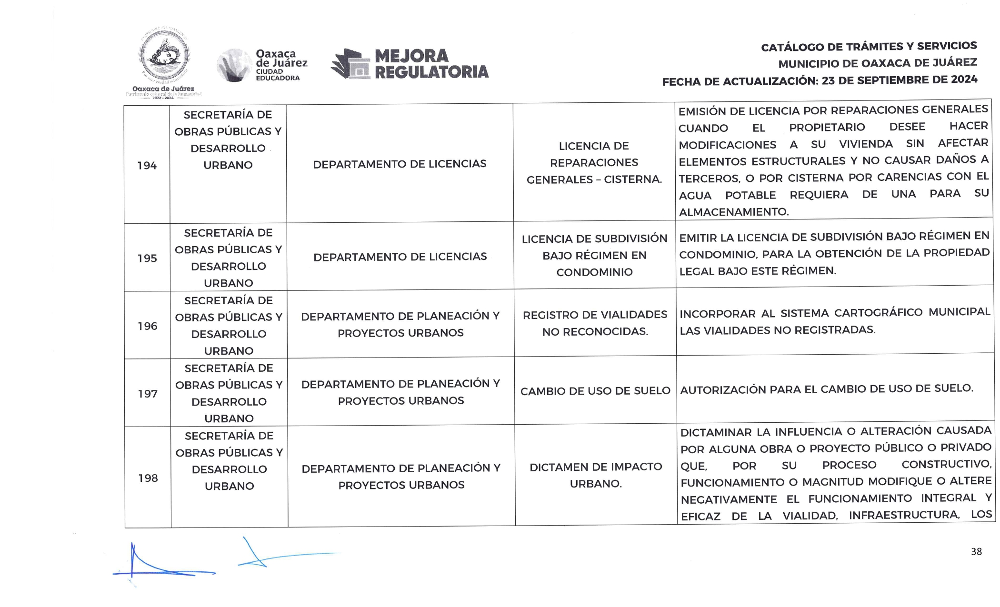 Oaxaca de Juárez
Patrimonio cultural de la humanidad
2022 - 2024
Oaxaca
de Juárez
CIUDAD
EDUCADORA
MEJORA
REGULATORIA
CATÁLOGO DE TRÁMITES Y SERVICIOS
MUNICIPIO DE OAXACA DE JUÁREZ
FECHA DE ACTUALIZACIÓN: 23 DE SEPTIEMBRE DE 2024
194
SECRETARÍA DE
OBRAS PÚBLICAS Y
DESARROLLO
URBANO
DEPARTAMENTO DE LICENCIAS
LICENCIA DE
REPARACIONES
GENERALES – CISTERNA.
EMISIÓN DE LICENCIA POR REPARACIONES GENERALES
CUANDO EL PROPIETARIO DESEE HACER
MODIFICACIONES A SU VIVIENDA SIN AFECTAR
ELEMENTOS ESTRUCTURALES Y NO CAUSAR DAÑOS A
TERCEROS, O POR CISTERNA POR CARENCIAS CON EL
AGUA POTABLE REQUIERA DE UNA PARA SU
ALMACENAMIENTO.
195
SECRETARÍA DE
OBRAS PÚBLICAS Y
DESARROLLO
URBANO
DEPARTAMENTO DE LICENCIAS
LICENCIA DE SUBDIVISIÓN
BAJO RÉGIMEN EN
CONDOMINIO
EMITIR LA LICENCIA DE SUBDIVISIÓN BAJO RÉGIMEN EN
CONDOMINIO, PARA LA OBTENCIÓN DE LA PROPIEDAD
LEGAL BAJO ESTE RÉGIMEN.
196
SECRETARÍA DE
OBRAS PÚBLICAS Y
DESARROLLO
URBANO
DEPARTAMENTO DE PLANEACIÓN Y
PROYECTOS URBANOS
REGISTRO DE VIALIDADES
NO RECONOCIDAS.
INCORPORAR AL SISTEMA CARTOGRÁFICO MUNICIPAL
LAS VIALIDADES NO REGISTRADAS.
197
SECRETARÍA DE
OBRAS PÚBLICAS Y
DESARROLLO
URBANO
DEPARTAMENTO DE PLANEACIÓN Y
PROYECTOS URBANOS
CAMBIO DE USO DE SUELO
AUTORIZACIÓN PARA EL CAMBIO DE USO DE SUELO.
198
SECRETARÍA DE
OBRAS PÚBLICAS Y
DESARROLLO
URBANO
DEPARTAMENTO DE PLANEACIÓN Y
PROYECTOS URBANOS
DICTAMEN DE IMPACTO
URBANO.
DICTAMINAR LA INFLUENCIA O ALTERACIÓN CAUSADA
POR ALGUNA OBRA O PROYECTO PÚBLICO O PRIVADO
QUE, POR SU PROCESO CONSTRUCTIVO,
FUNCIONAMIENTO O MAGNITUD MODIFIQUE O ALTERE
NEGATIVAMENTE EL FUNCIONAMIENTO INTEGRAL Y
EFICAZ DE LA VIALIDAD, INFRAESTRUCTURA, LOS
38